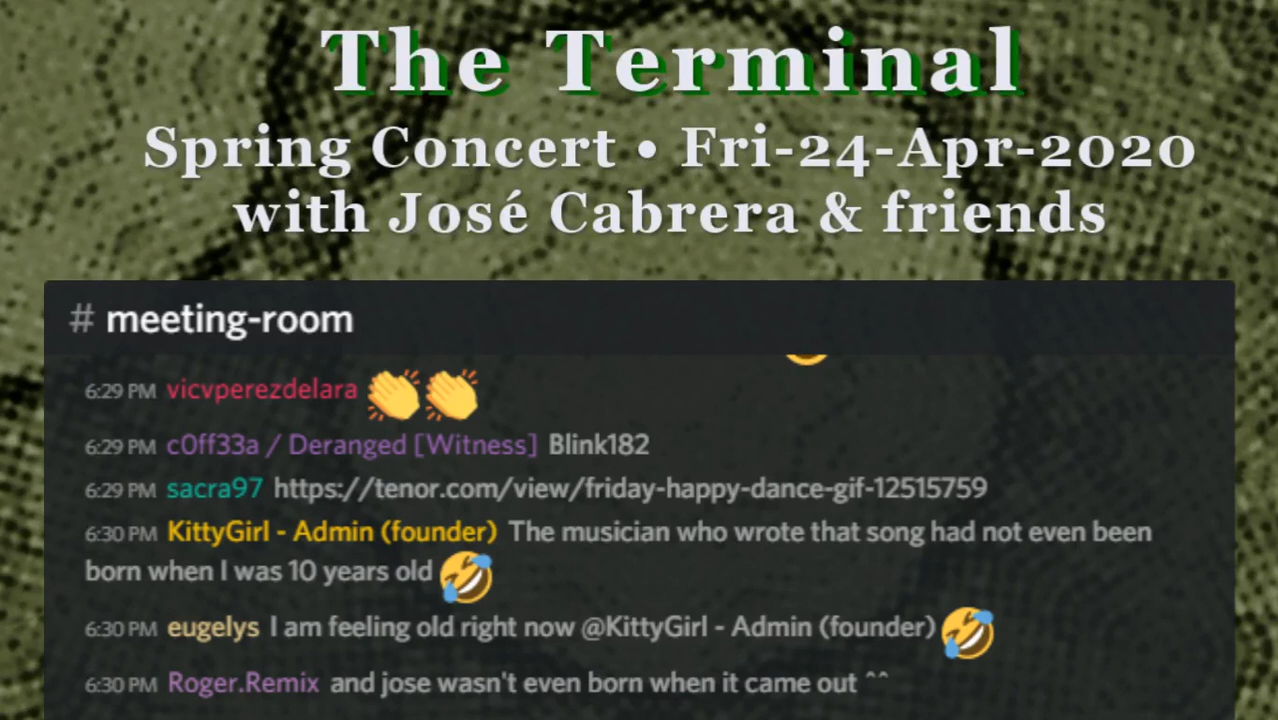 The Terminal
Spring Concert • Fri-24-Apr-2020
with José Cabrera & friends
# meeting-room
6:29 PM vicvperezdelara 👏👏
6:29 PM c0ff33a / Deranged [Witness] Blink182
6:29 PM sacra97 https://tenor.com/view/friday-happy-dance-gif-12515759
6:30 PM KittyGirl - Admin (founder) The musician who wrote that song had not even been
born when I was 10 years old 🤣
6:30 PM eugelys I am feeling old right now @KittyGirl - Admin (founder) 🤣
6:30 PM Roger.Remix and jose wasn't even born when it came out ^^